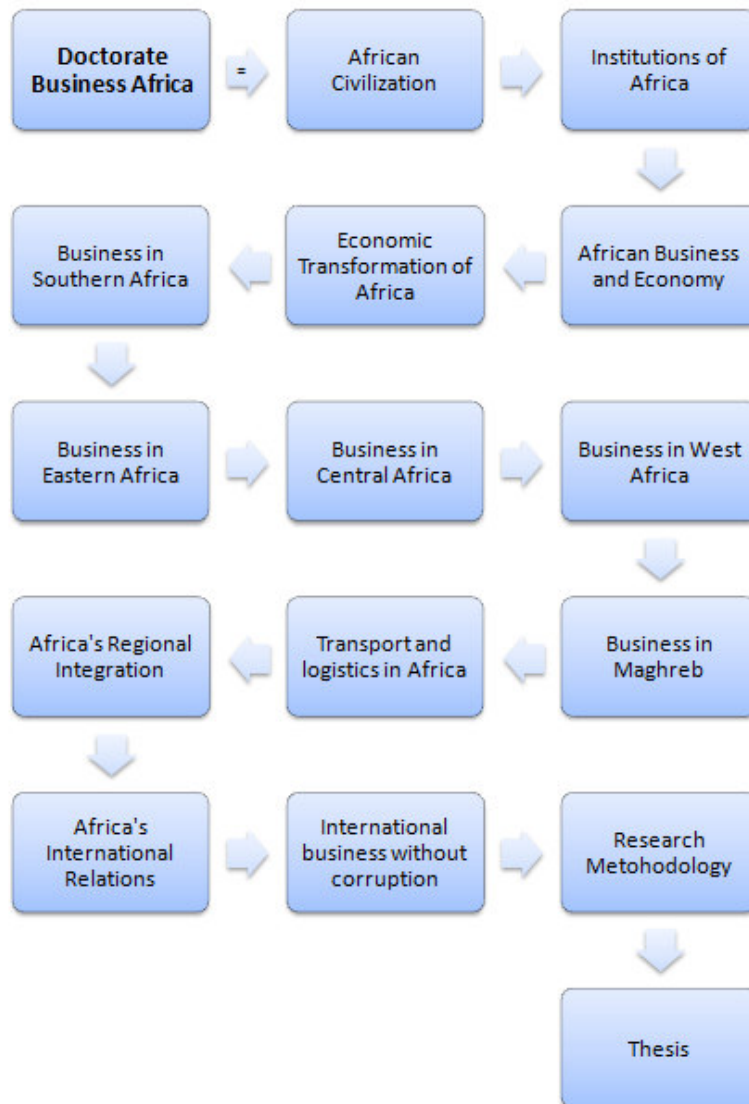 Doctorate
Business Africa
=
African
Civilization
Institutions of
Africa
African Business
and Economy
Economic
Transformation of
Africa
Business in
Southern Africa
Business in
Eastern Africa
Business in
Central Africa
Business in West
Africa
Business in
Maghreb
Transport and
logistics in Africa
Africa's Regional
Integration
Africa's
International
Relations
International
business without
corruption
Research
Metohodology
Thesis